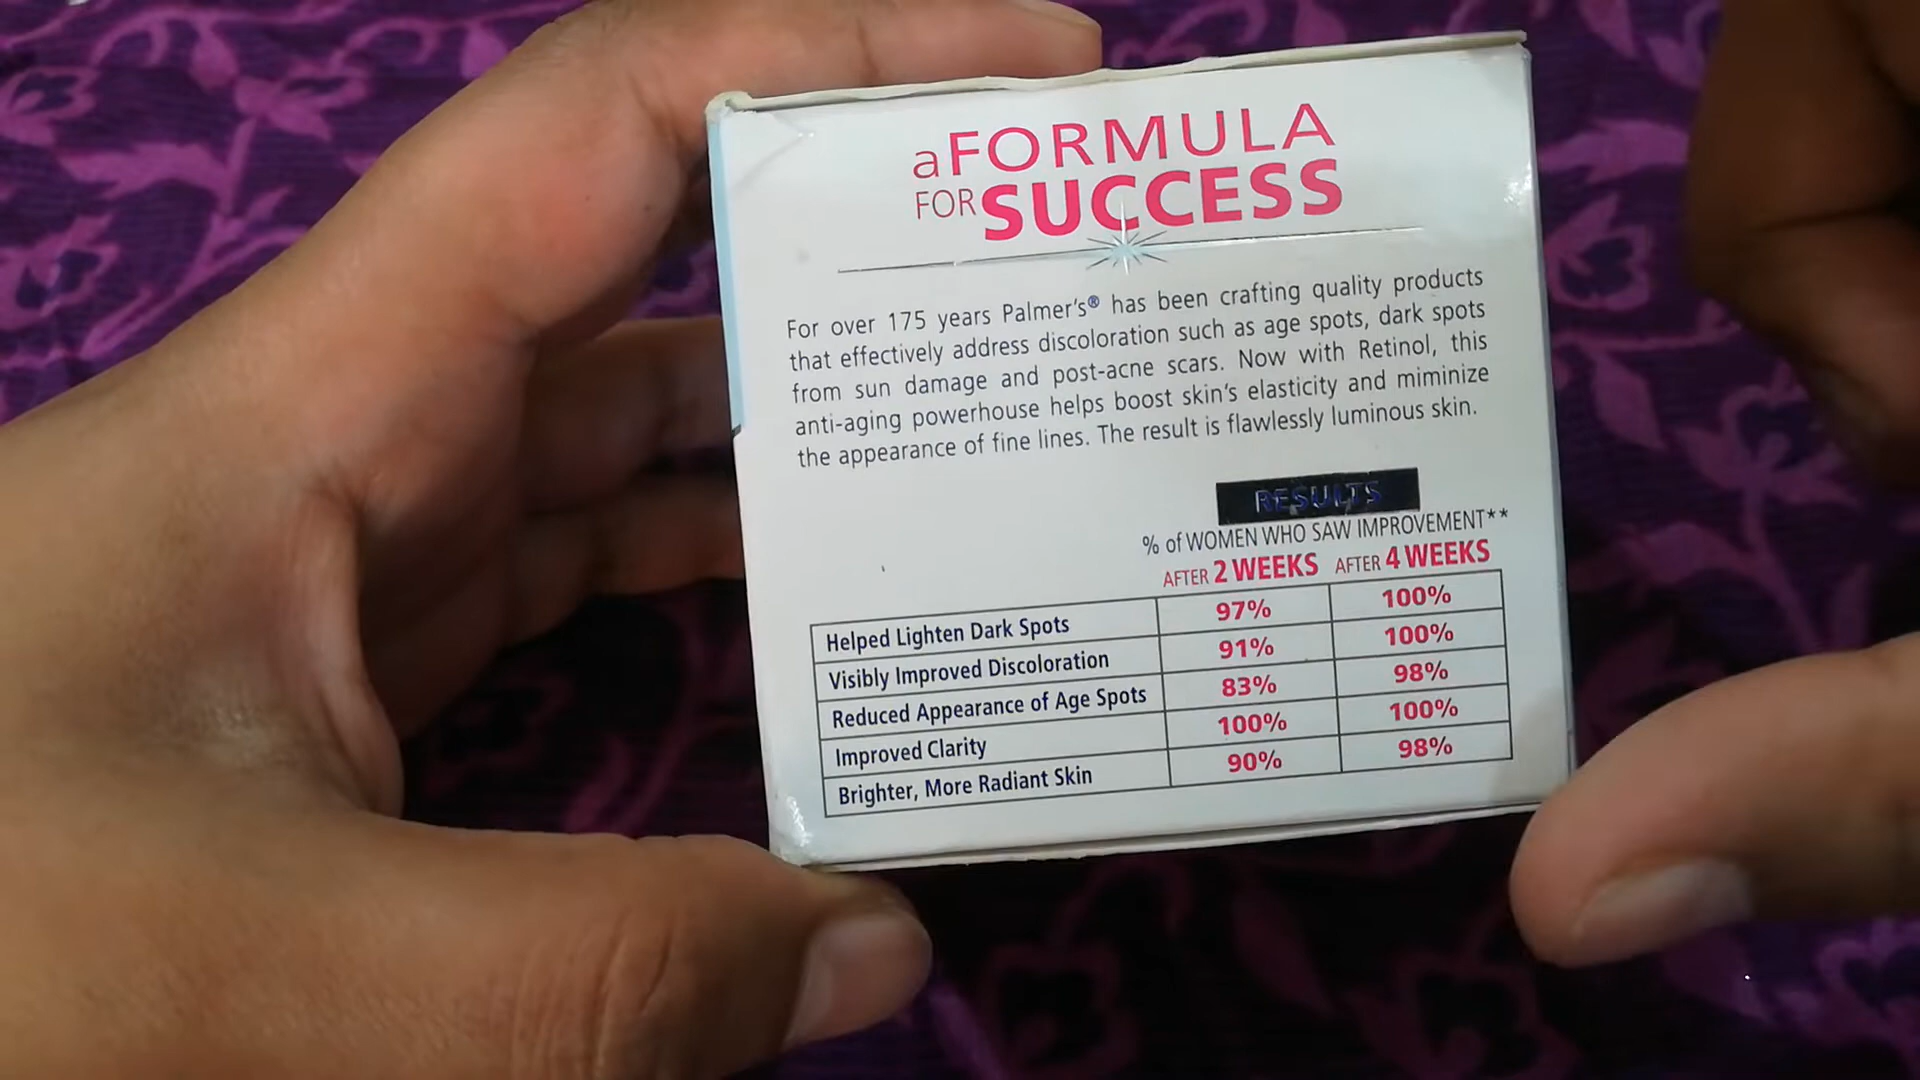 aFORMULA
FOR SUCCESS
For over 175 years Palmer's® has been crafting quality products
that effectively address discoloration such as age spots, dark spots
from sun damage and post-acne scars. Now with Retinol, this
anti-aging powerhouse helps boost skin's elasticity and miminize
the appearance of fine lines. The result is flawlessly luminous skin.
RESULTS
% of WOMEN WHO SAW IMPROVEMENT**
AFTER 2 WEEKS AFTER 4 WEEKS
Helped Lighten Dark Spots 97% 100%
Visibly Improved Discoloration 91% 100%
Reduced Appearance of Age Spots 83% 98%
Improved Clarity 100% 100%
Brighter, More Radiant Skin 90% 98%